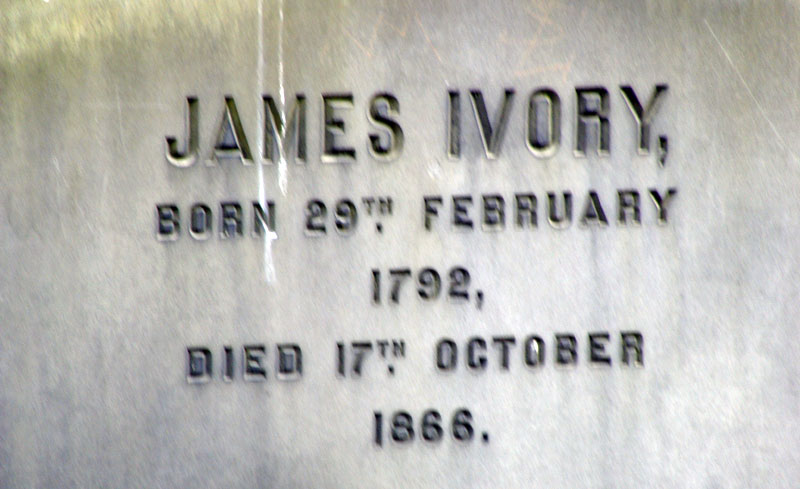 JAMES IVORY,
BORN 29TH. FEBRUARY
1792,
DIED 17TH. OCTOBER
1866.